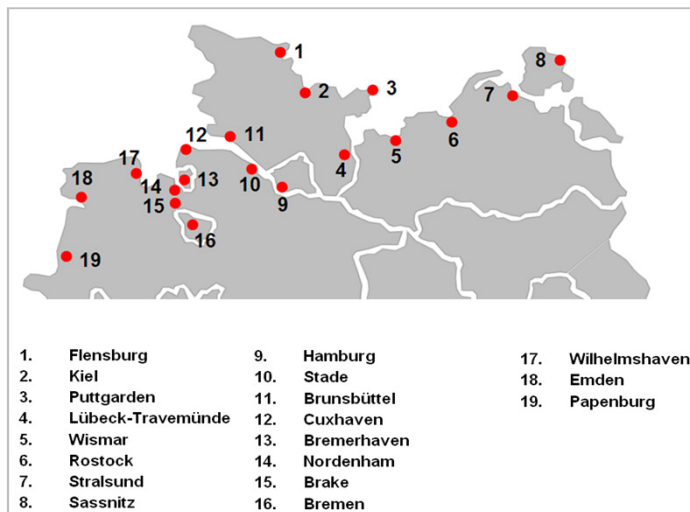 1
2
3
8
7
12
11
6
17
5
4
18
14
13
10
15
9
16
19
1. Flensburg
2. Kiel
3. Puttgarden
4. Lübeck-Travemünde
5. Wismar
6. Rostock
7. Stralsund
8. Sassnitz
9. Hamburg
10. Stade
11. Brunsbüttel
12. Cuxhaven
13. Bremerhaven
14. Nordenham
15. Brake
16. Bremen
17. Wilhelmshaven
18. Emden
19. Papenburg